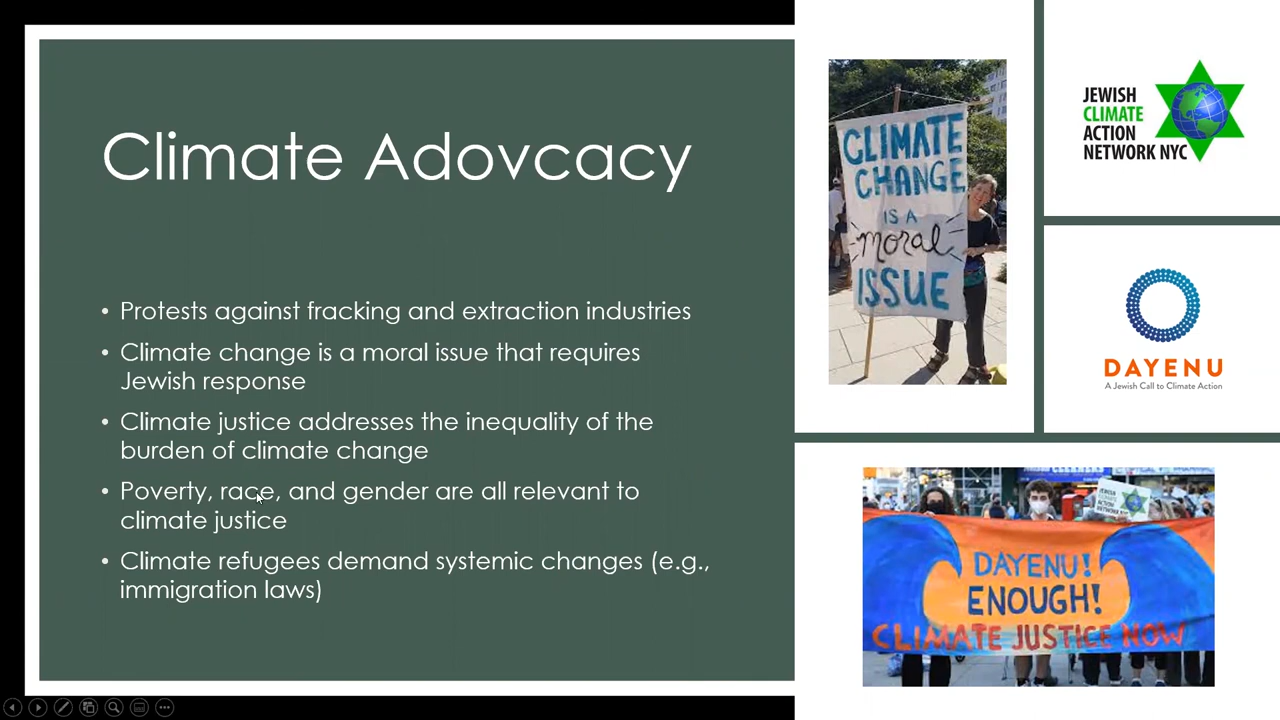 Climate Adovcacy
• Protests against fracking and extraction industries
• Climate change is a moral issue that requires
Jewish response
• Climate justice addresses the inequality of the
burden of climate change
• Poverty, race, and gender are all relevant to
climate justice
• Climate refugees demand systemic changes (e.g.,
immigration laws)
CLIMATE
CHANGE
IS A
moral
ISSUE
JEWISH
CLIMATE
ACTION
NETWORK NYC
DAYENU
A Jewish Call to Climate Action
DAYENU!
ENOUGH!
CLIMATE JUSTICE NOW